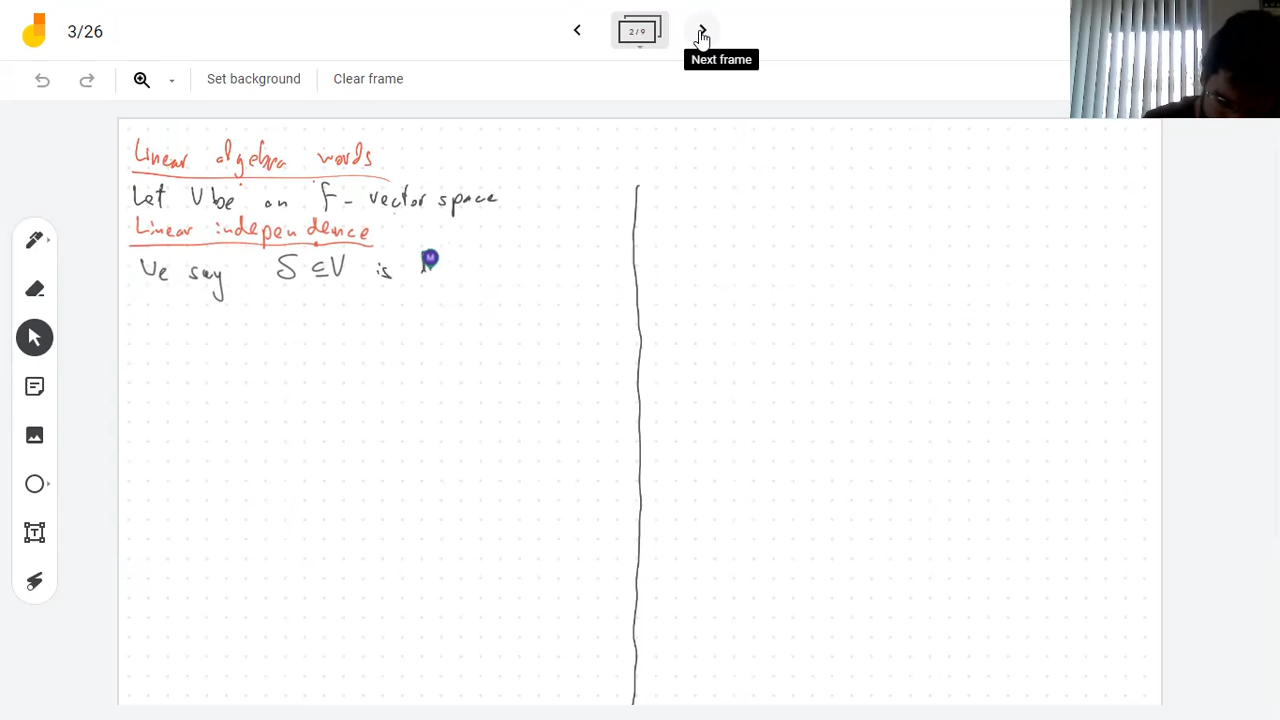 3/26
2 / 9
Next frame
Set background
Clear frame
Linear algebra words
Let V be an F - vector space
Linear independence
We say S ⊆ V is
M